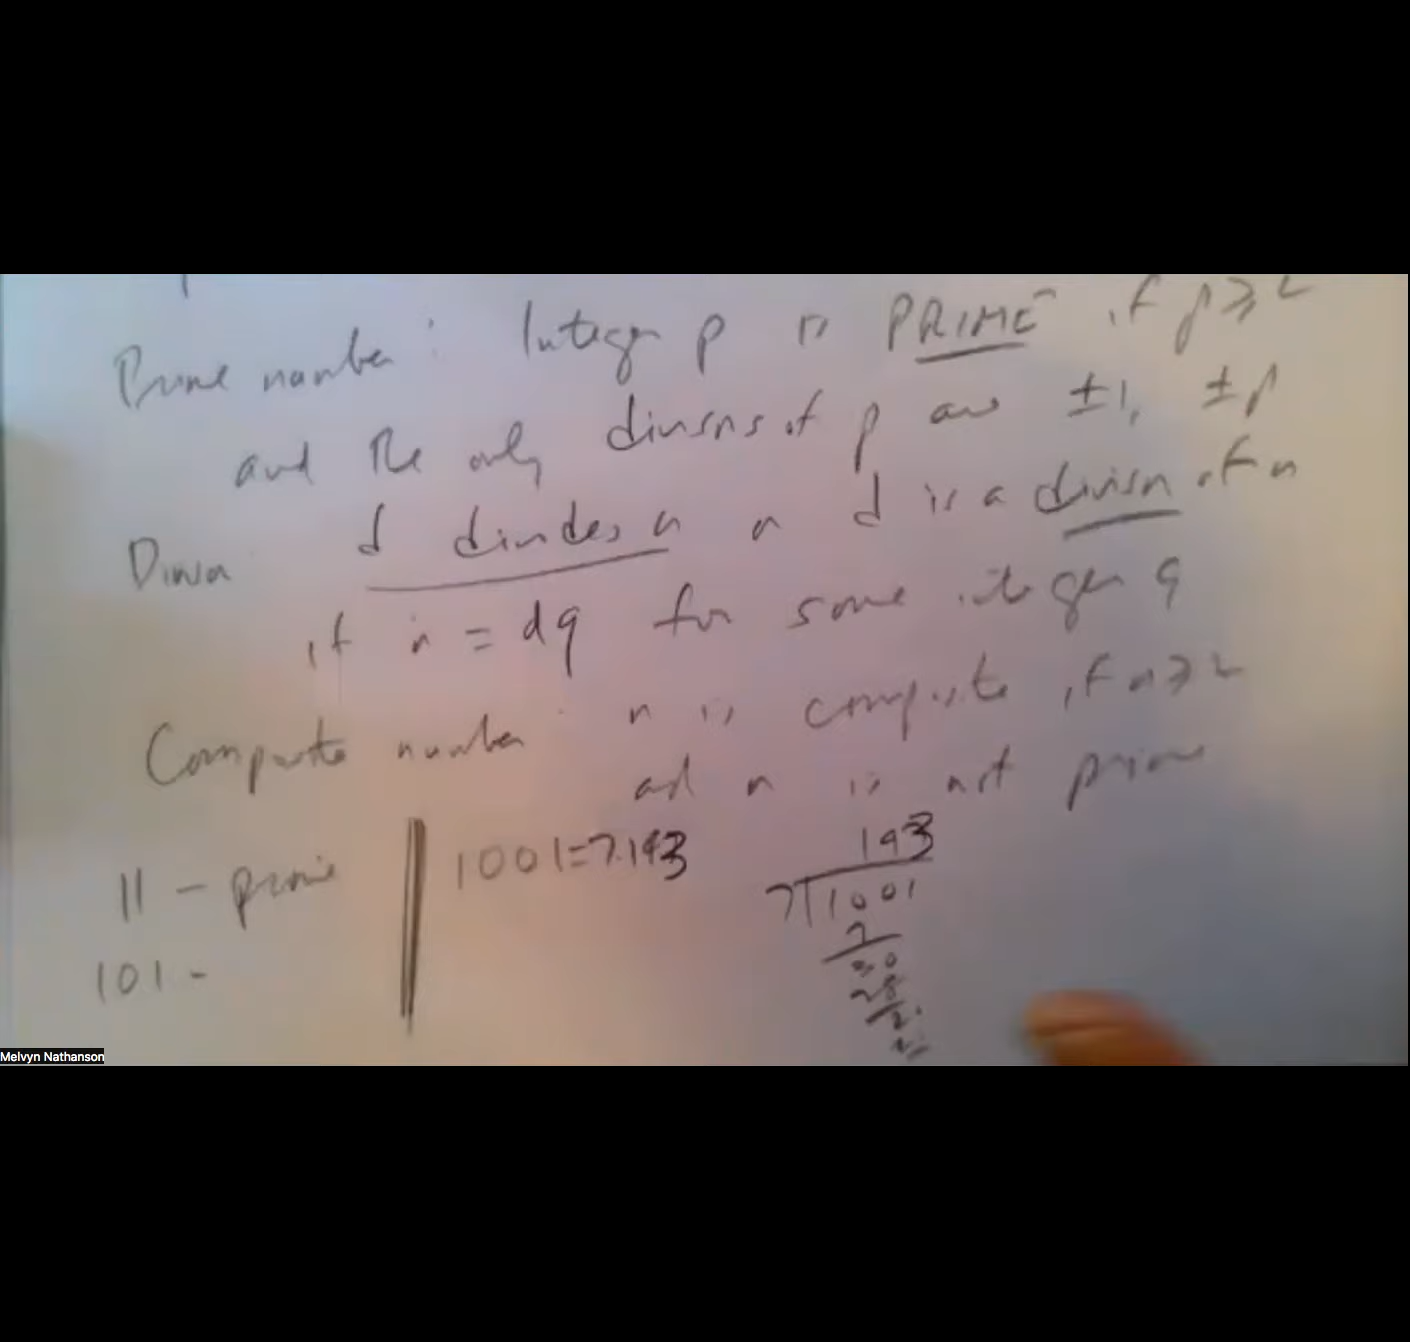 Prime number: Integer p is PRIME if p ≥ 2
and the only divisors of p are ±1, ±p
Divisor d divides n or d is a divisor of n
if n = dq for some integer q
Composite number: n is composite if n ≥ 2
and n is not prime
11 - prime
1001=7.143
143
7 1001
7
30
28
21
21
101 -
Melvyn Nathanson